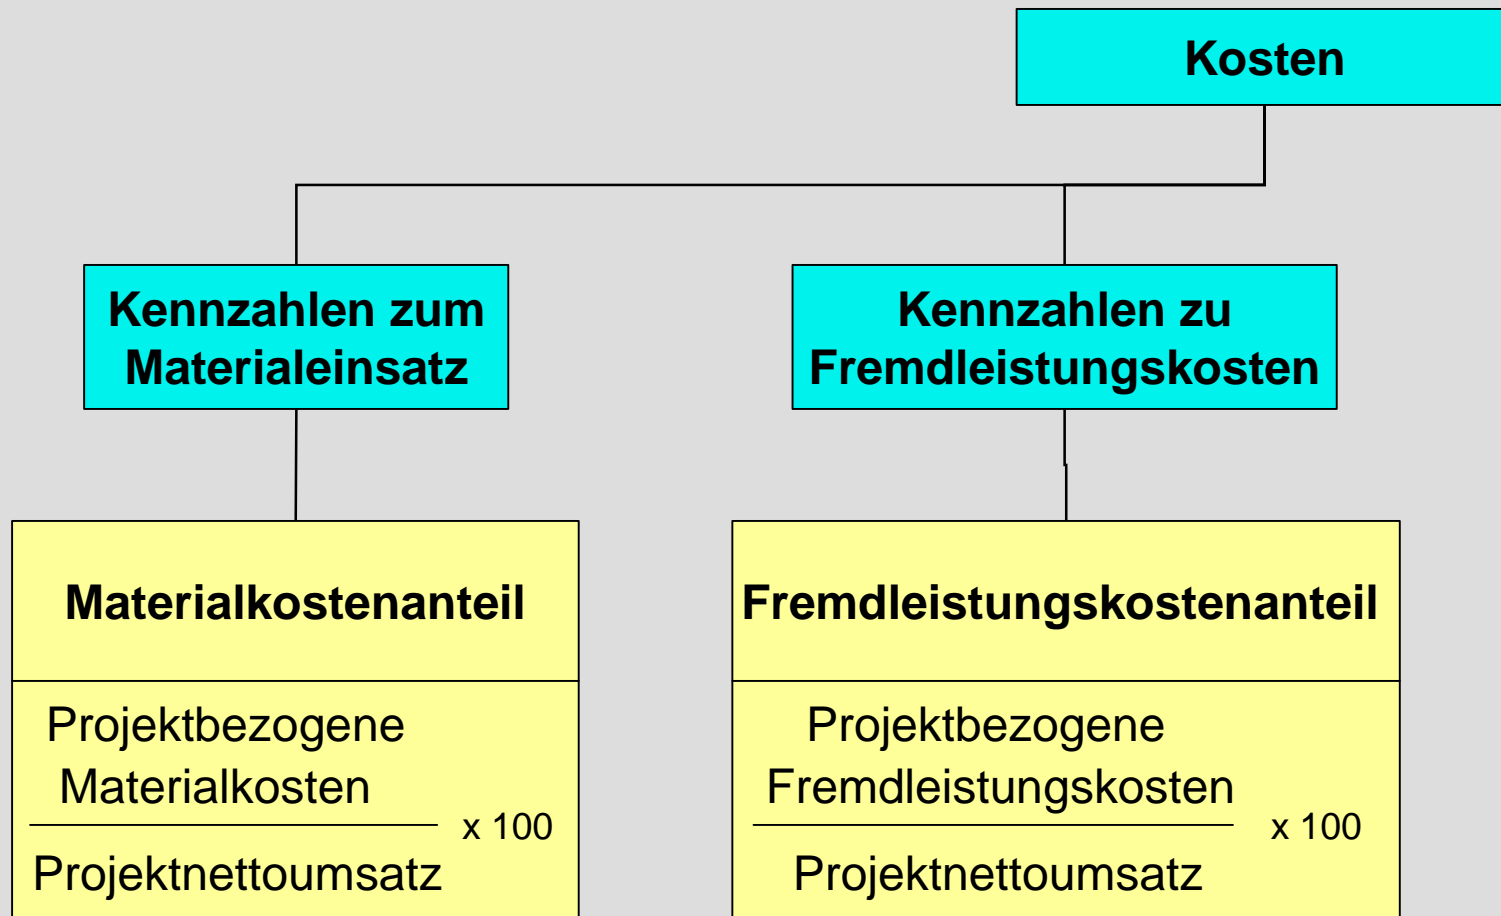 Kosten
Kennzahlen zum
Materialeinsatz
Kennzahlen zu
Fremdleistungskosten
Materialkostenanteil
Projektbezogene
Materialkosten
x 100
Projektnettoumsatz
Fremdleistungskostenanteil
Projektbezogene
Fremdleistungskosten
x 100
Projektnettoumsatz